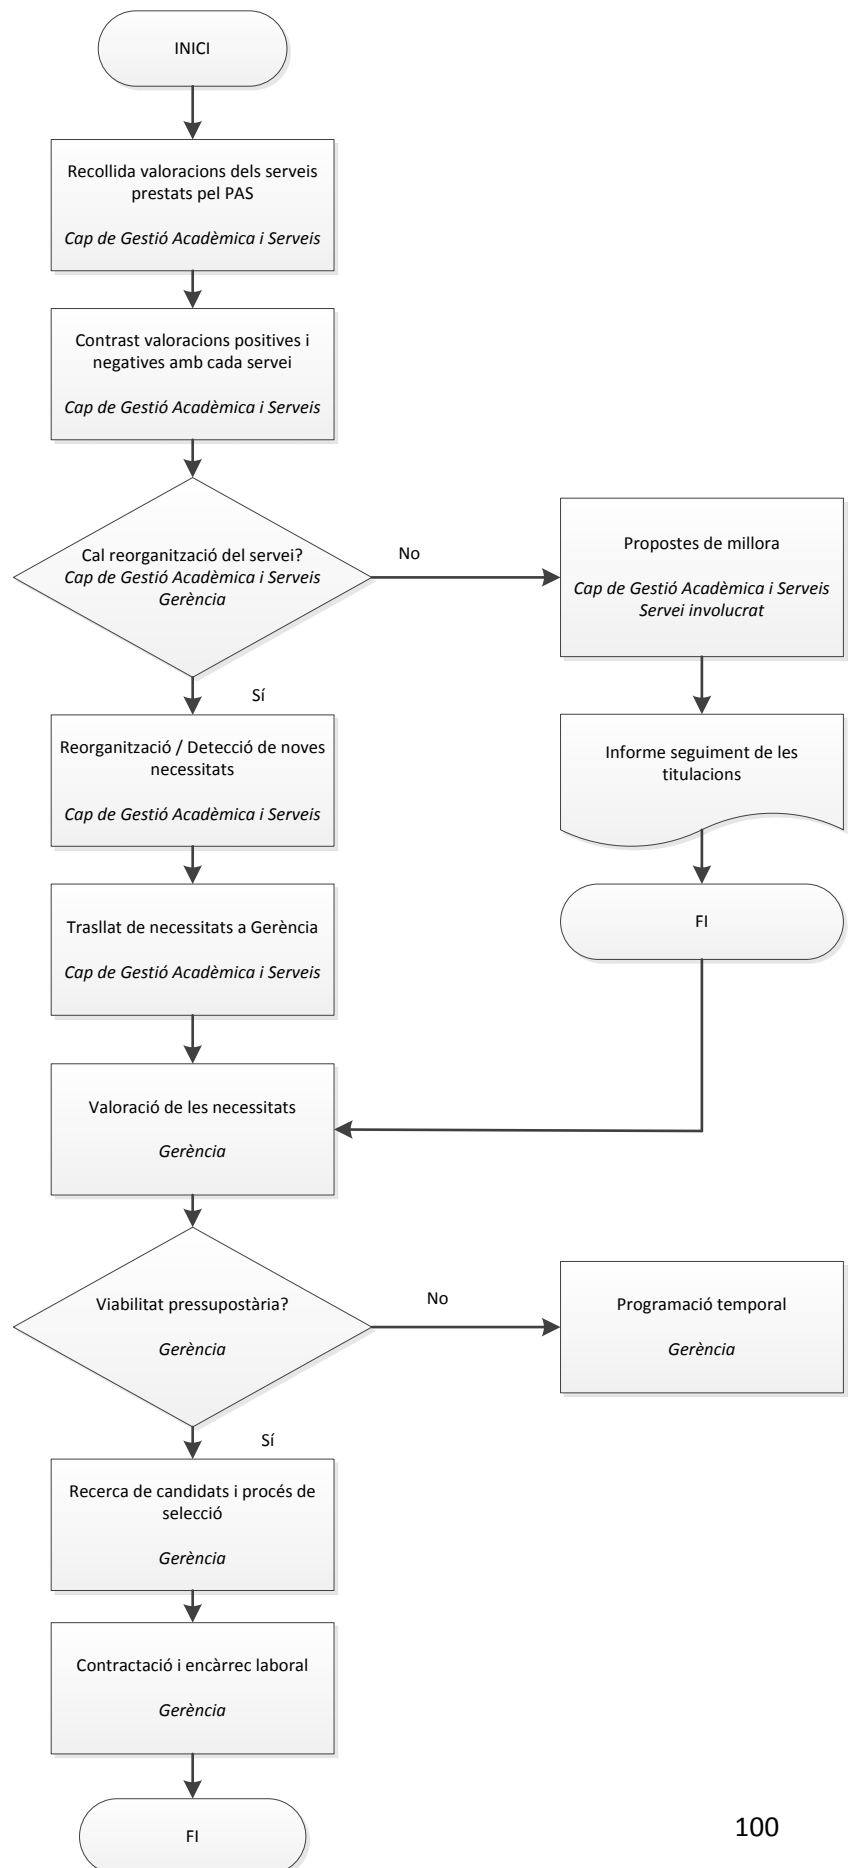 INICI
Recollida valoracions dels serveis
prestats pel PAS
Cap de Gestió Acadèmica i Serveis
Contrast valoracions positives i
negatives amb cada servei
Cap de Gestió Acadèmica i Serveis
Cal reorganització del servei?
Cap de Gestió Acadèmica i Serveis
Gerència
No
Propostes de millora
Cap de Gestió Acadèmica i Serveis
Servei involucrat
Sí
Reorganització / Detecció de noves
necessitats
Cap de Gestió Acadèmica i Serveis
Informe seguiment de les
titulacions
Trasllat de necessitats a Gerència
Cap de Gestió Acadèmica i Serveis
FI
Valoració de les necessitats
Gerència
Viabilitat pressupostària?
Gerència
No
Programació temporal
Gerència
Sí
Recerca de candidats i procés de
selecció
Gerència
Contractació i encàrrec laboral
Gerència
FI
100